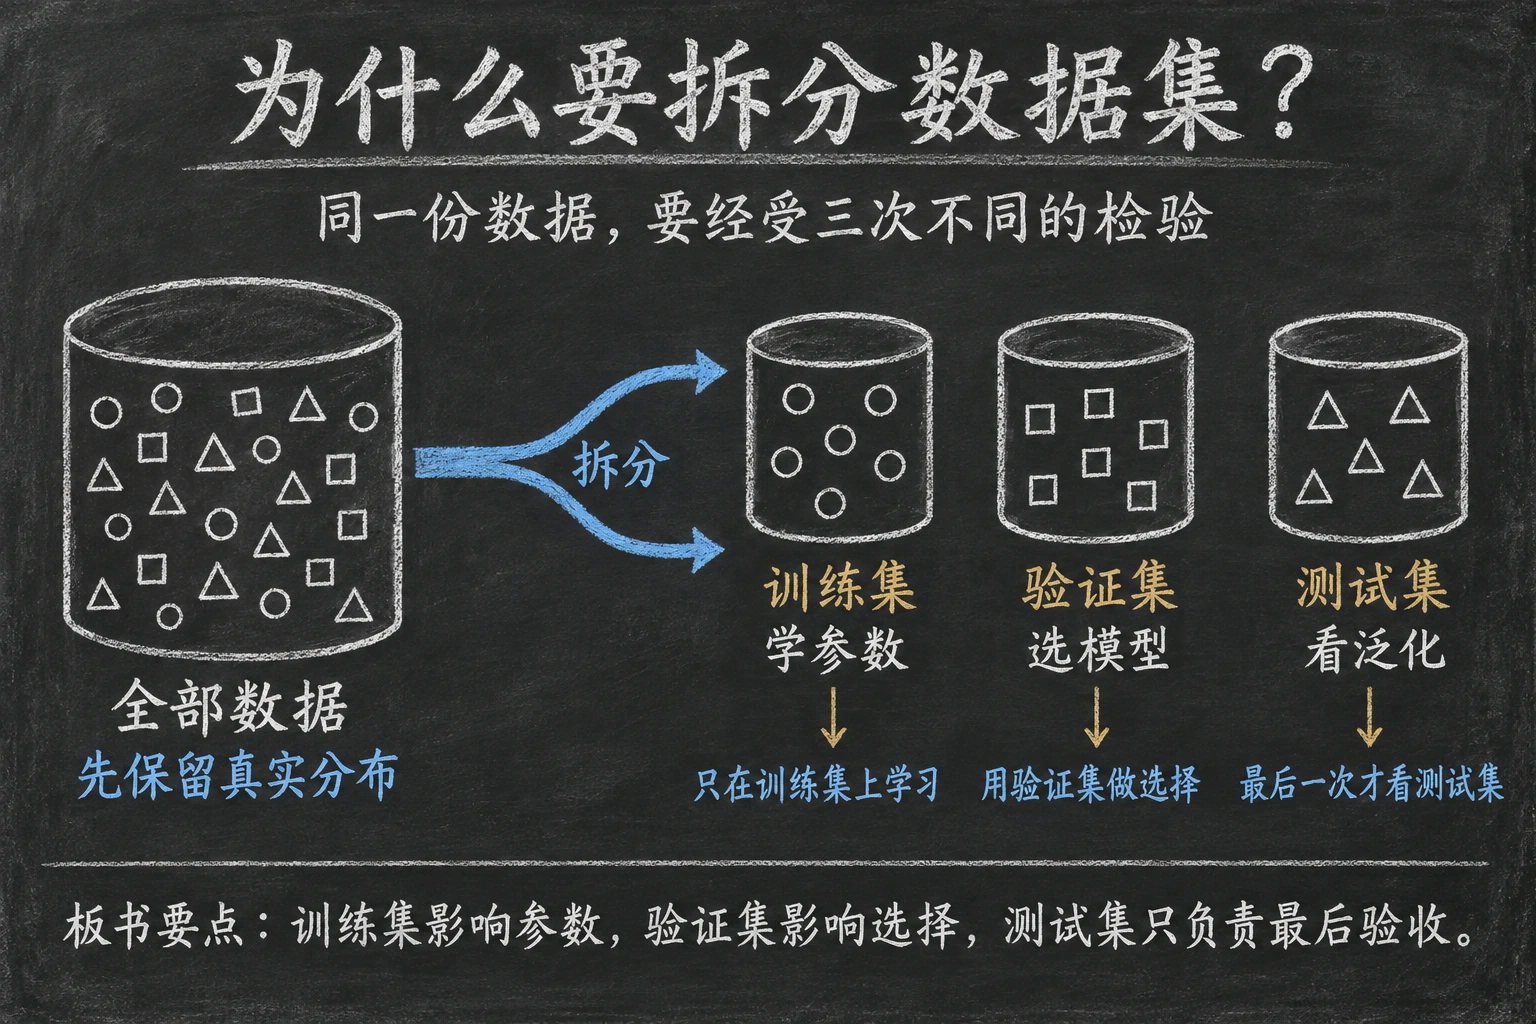 为什么要拆分数据集？
同一份数据，要经受三次不同的检验
拆分
全部数据
先保留真实分布
训练集
学参数
只在训练集上学习
验证集
选模型
用验证集做选择
测试集
看泛化
最后一次才看测试集
板书要点：训练集影响参数，验证集影响选择，测试集只负责最后验收。